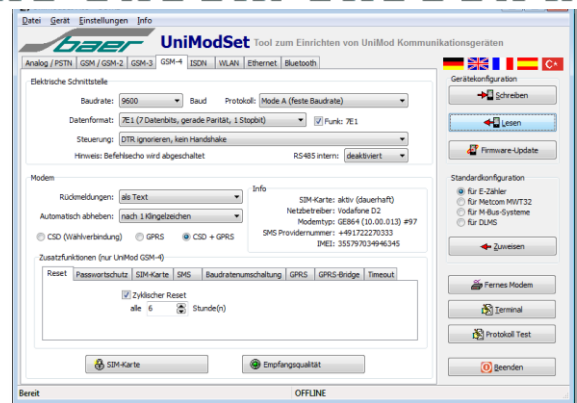 Datei Gerät Einstellungen Info
baer UniModSet Tool zum Einrichten von UniMod Kommunikationsgeräten
Analog / PSTN GSM / GSM-2 GSM-3 GSM-4 ISDN WLAN Ethernet Bluetooth
Elektrische Schnittstelle
Baudrate: 9600 Baud Protokoll: Mode A (feste Baudrate)
Datenformat: 7E1 (7 Datenbits, gerade Parität, 1 Stopbit) Funk: 7E1
Steuerung: DTR ignorieren, kein Handshake
Hinweis: Befehlsecho wird abgeschaltet RS485 intern: deaktiviert
Modem
Rückmeldungen: als Text
Automatisch abheben: nach 1 Klingelzeichen
CSD (Wählverbindung) GPRS CSD + GPRS
Info
SIM-Karte: aktiv (dauerhaft)
Netzbetreiber: Vodafone D2
Modemtyp: GE864 (10.00.013) #97
SMS Providernummer: +491722270333
IMEI: 355797034946345
Zusatzfunktionen (nur UniMod GSM-4)
Reset Passwortschutz SIM-Karte SMS Baudratenumschaltung GPRS GPRS-Bridge Timeout
Zyklischer Reset
alle 6 Stunde(n)
SIM-Karte Empfangsqualität
Gerätekonfiguration
Schreiben
Lesen
Firmware-Update
Standardkonfiguration
für E-Zähler
für Metcom MWT32
für M-Bus-Systeme
für DLMS
Zuweisen
Fernes Modem
Terminal
Protokoll Test
Beenden
Bereit OFFLINE